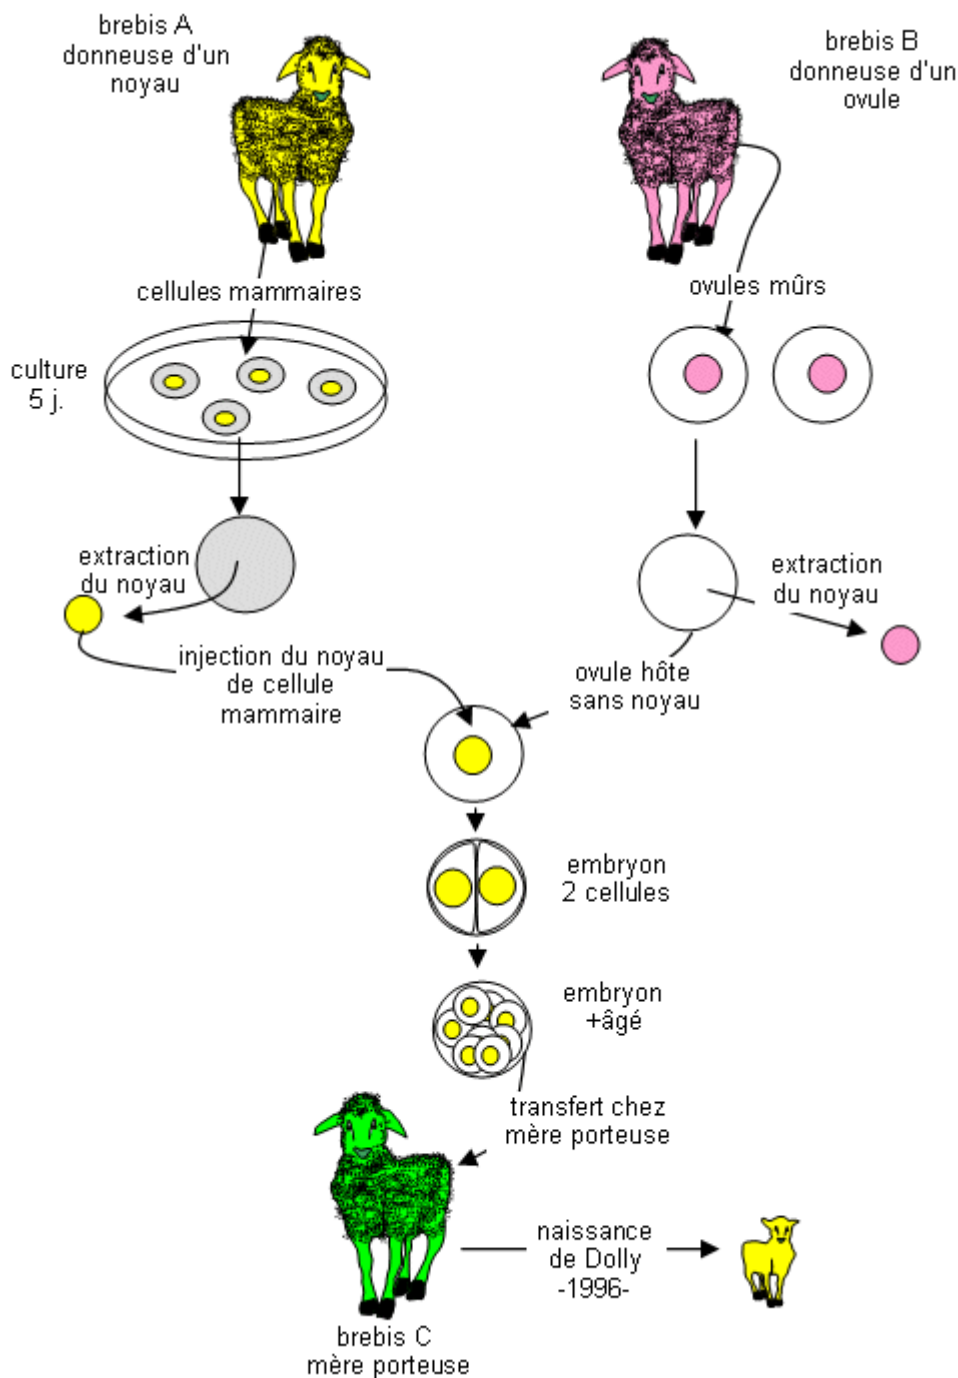 brebis A
donneuse d'un
noyau
brebis B
donneuse d'un
ovule
cellules mammaires
ovules mûrs
culture
5 j.
extraction
du noyau
extraction
du noyau
injection du noyau
de cellule
mammaire
ovule hôte
sans noyau
embryon
2 cellules
embryon
+âgé
transfert chez
mère porteuse
naissance
de Dolly
-1996-
brebis C
mère porteuse